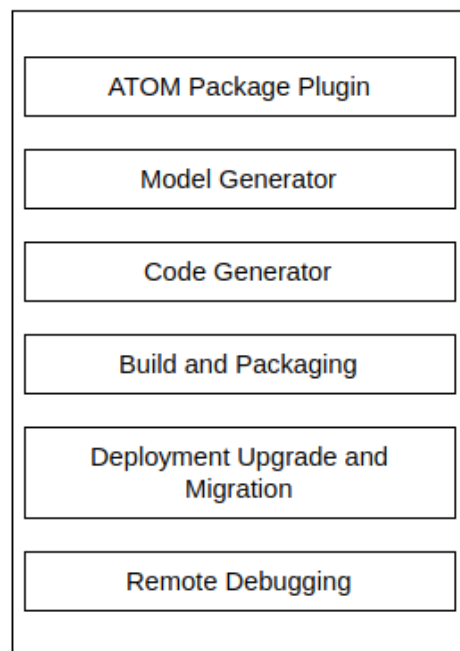 ATOM Package Plugin
Model Generator
Code Generator
Build and Packaging
Deployment Upgrade and
Migration
Remote Debugging